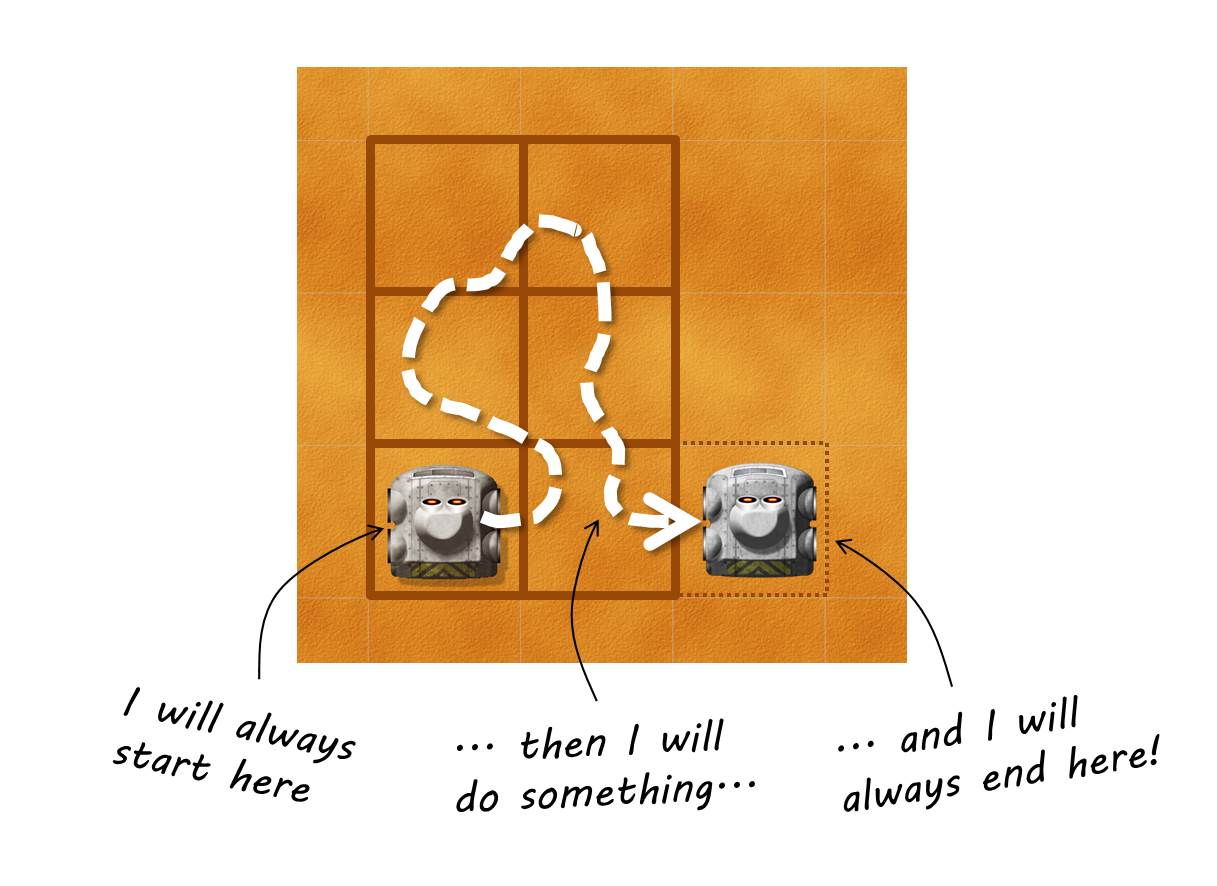 I will always
start here
... then I will
do something...
... and I will
always end here!